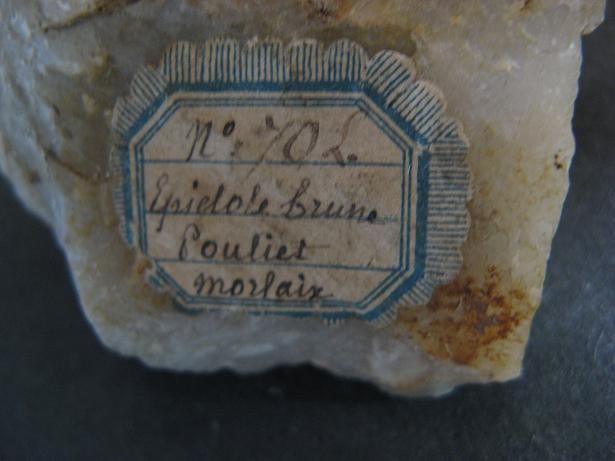 N° 702.
Epidote brune
Pouliet
morlaix